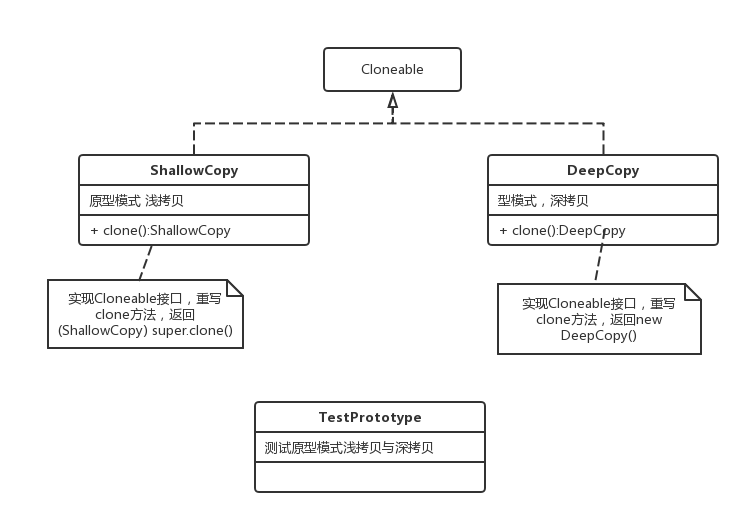 Cloneable
ShallowCopy
原型模式 浅拷贝
+ clone():ShallowCopy
DeepCopy
型模式，深拷贝
+ clone():DeepCopy
实现Cloneable接口，重写
clone方法，返回
(ShallowCopy) super.clone()
实现Cloneable接口，重写
clone方法，返回new
DeepCopy()
TestPrototype
测试原型模式浅拷贝与深拷贝